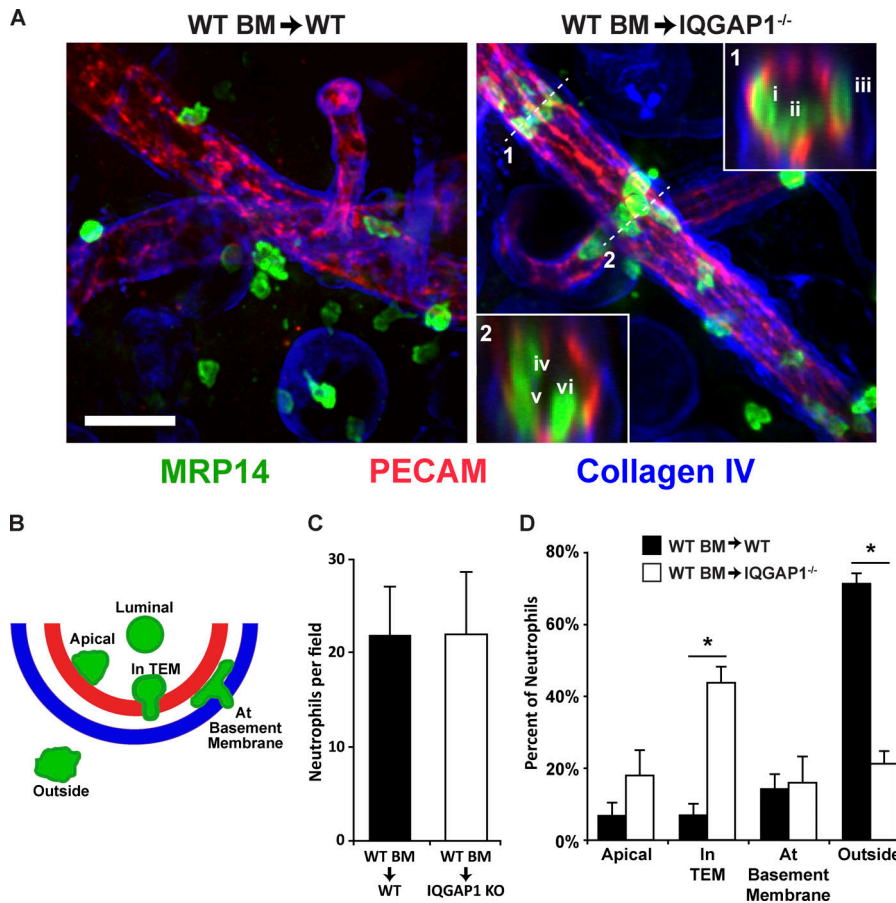 A
WT BM➔WT
WT BM➔IQGAP1-/-
1
i
ii
iii
1
2
2
iv
v
vi
MRP14
PECAM
Collagen IV
B
Luminal
Apical
In TEM
At
Basement
Membrane
Outside
C
Neutrophils per field
30
20
10
0
WT BM
➔
WT
WT BM
➔
IQGAP1 KO
D
WT BM➔WT
WT BM➔IQGAP1-/-
Percent of Neutrophils
80%
60%
40%
20%
0%
*
*
Apical
In
TEM
At
Basement
Membrane
Outside